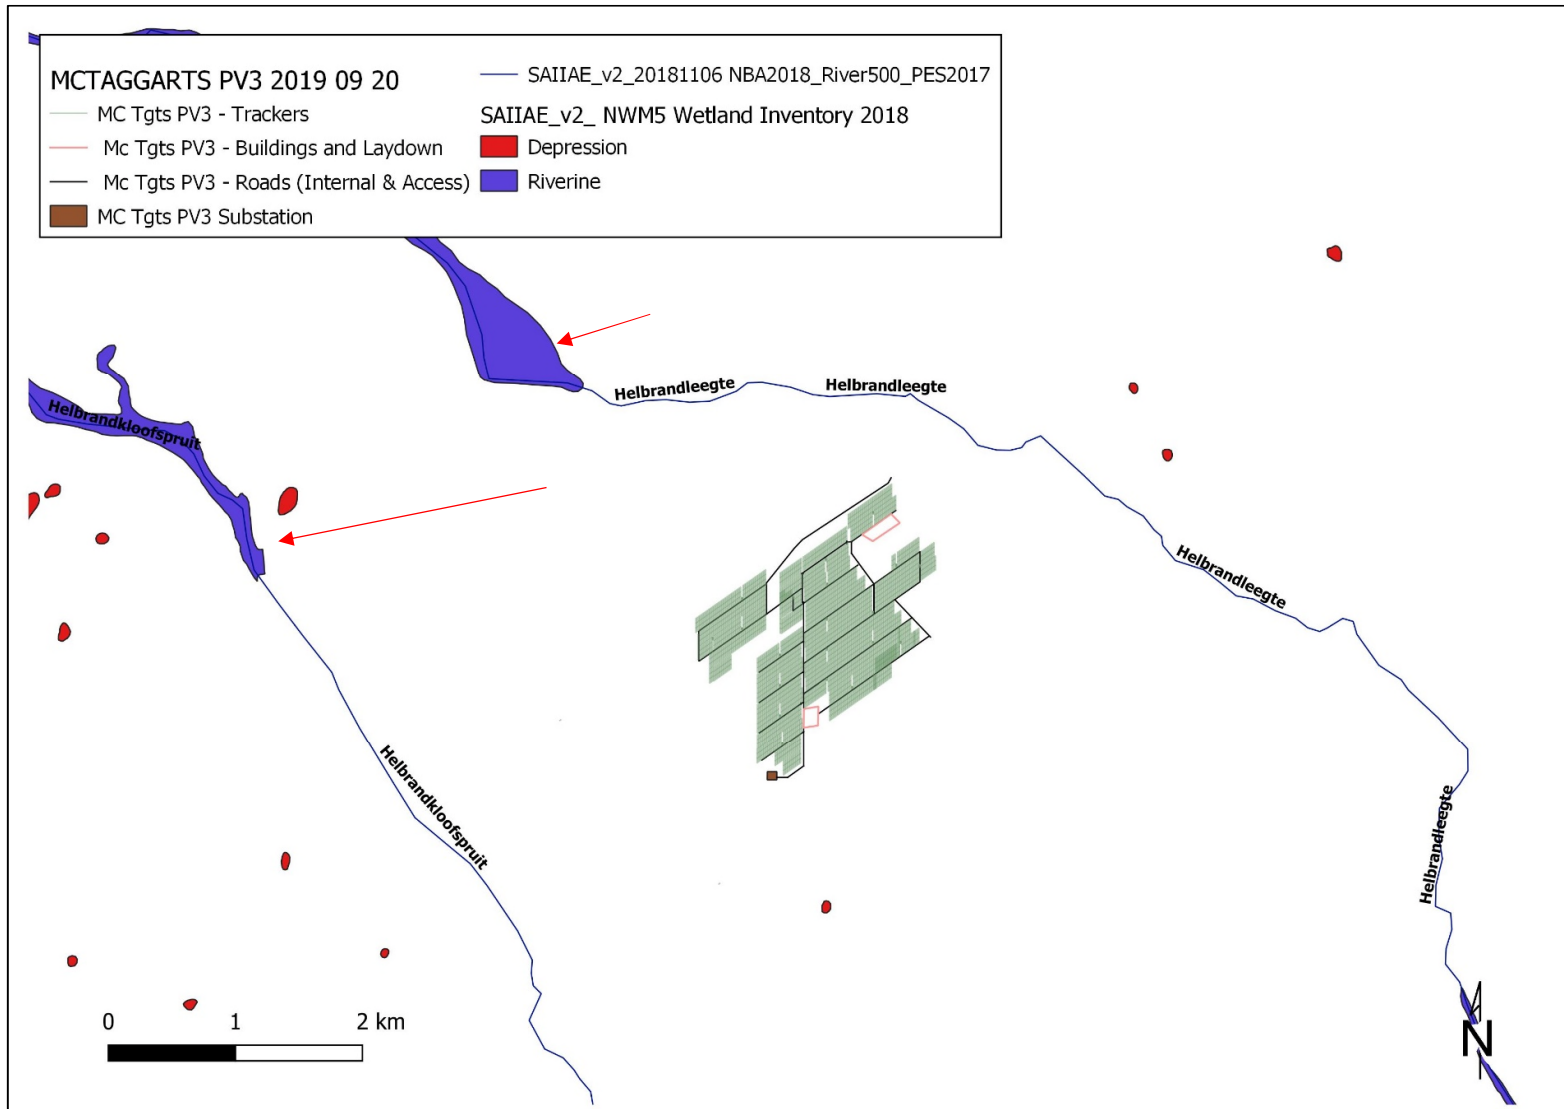 MCTAGGARTS PV3 2019 09 20
MC Tgts PV3 - Trackers
Mc Tgts PV3 - Buildings and Laydown
Mc Tgts PV3 - Roads (Internal & Access)
MC Tgts PV3 Substation
SAIIAE_v2_20181106 NBA2018_River500_PES2017
SAIIAE_v2_ NWM5 Wetland Inventory 2018
Depression
Riverine
Helbrandleegte
Helbrandleegte
Helbrandkloofspruit
Helbrandleegte
Helbrandkloofspruit
Helbrandleegte
0 1 2 km
N